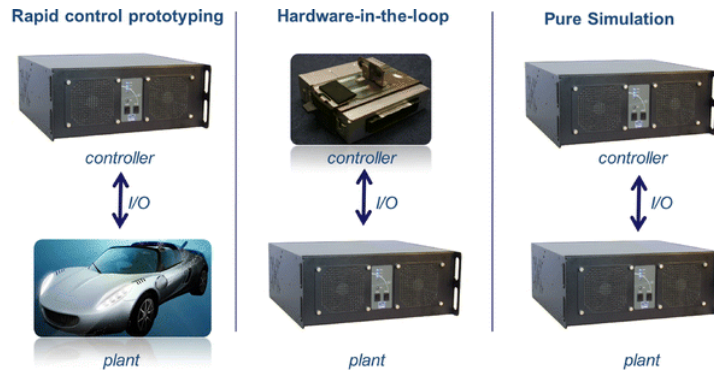 Rapid control prototyping
controller
I/O
plant
Hardware-in-the-loop
controller
I/O
plant
Pure Simulation
controller
I/O
plant